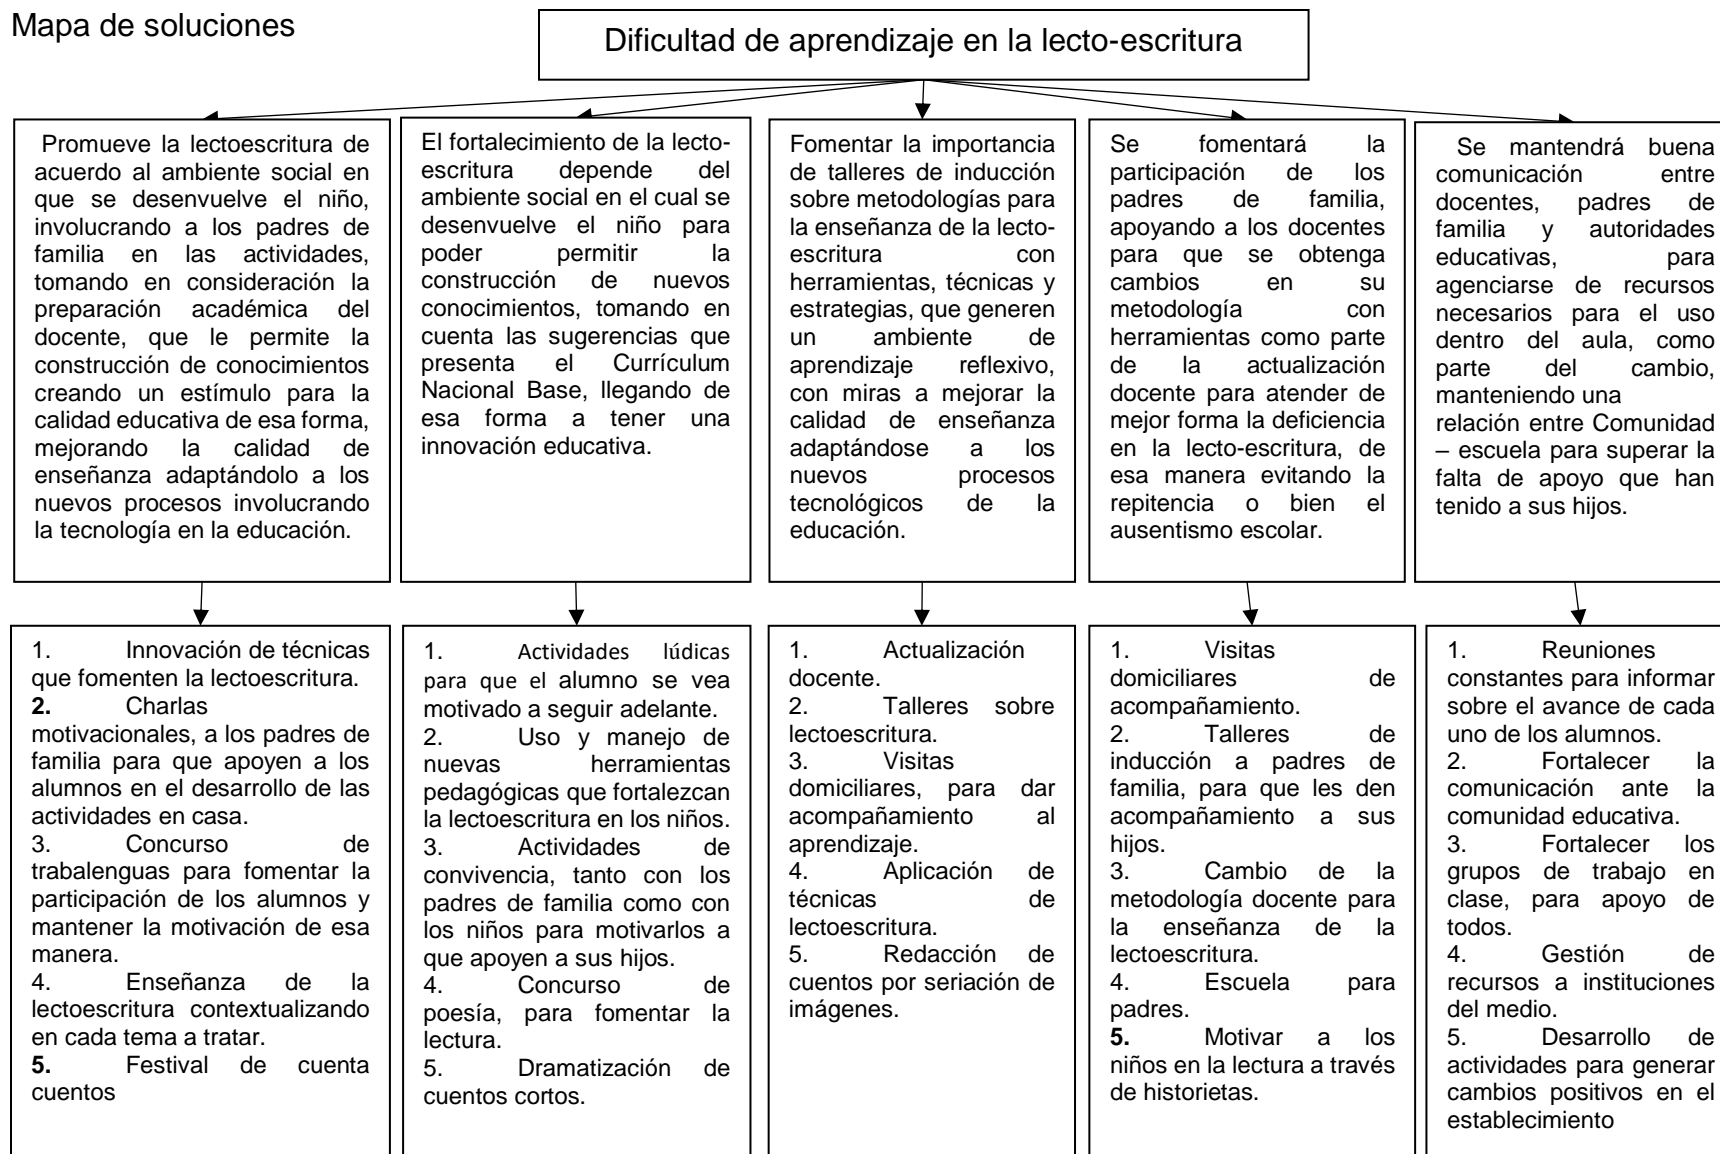 Mapa de soluciones
Dificultad de aprendizaje en la lecto-escritura
Promueve la lectoescritura de
acuerdo al ambiente social en
que se desenvuelve el niño,
involucrando a los padres de
familia en las actividades,
tomando en consideración la
preparación académica del
docente, que le permite la
construcción de conocimientos
creando un estímulo para la
calidad educativa de esa forma,
mejorando la calidad de
enseñanza adaptándolo a los
nuevos procesos involucrando
la tecnología en la educación.
El fortalecimiento de la lecto-
escritura depende del
ambiente social en el cual se
desenvuelve el niño para
poder permitir la
construcción de nuevos
conocimientos, tomando en
cuenta las sugerencias que
presenta el Currículum
Nacional Base, llegando de
esa forma a tener una
innovación educativa.
Fomentar la importancia
de talleres de inducción
sobre metodologías para
la enseñanza de la lecto-
escritura con
herramientas, técnicas y
estrategias, que generen
un ambiente de
aprendizaje reflexivo,
con miras a mejorar la
calidad de enseñanza
adaptándose a los
nuevos procesos
tecnológicos de la
educación.
Se fomentará la
participación de los
padres de familia,
apoyando a los docentes
para que se obtenga
cambios en su
metodología con
herramientas como parte
de la actualización
docente para atender de
mejor forma la deficiencia
en la lecto-escritura, de
esa manera evitando la
repitencia o bien el
ausentismo escolar.
Se mantendrá buena
comunicación entre
docentes, padres de
familia y autoridades
educativas, para
agenciarse de recursos
necesarios para el uso
dentro del aula, como
parte del cambio,
manteniendo una
relación entre Comunidad
– escuela para superar la
falta de apoyo que han
tenido a sus hijos.
1. Innovación de técnicas
que fomenten la lectoescritura.
2. Charlas
motivacionales, a los padres de
familia para que apoyen a los
alumnos en el desarrollo de las
actividades en casa.
3. Concurso de
trabalenguas para fomentar la
participación de los alumnos y
mantener la motivación de esa
manera.
4. Enseñanza de la
lectoescritura contextualizando
en cada tema a tratar.
5. Festival de cuenta
cuentos
1. Actividades lúdicas
para que el alumno se vea
motivado a seguir adelante.
2. Uso y manejo de
nuevas herramientas
pedagógicas que fortalezcan
la lectoescritura en los niños.
3. Actividades de
convivencia, tanto con los
padres de familia como con
los niños para motivarlos a
que apoyen a sus hijos.
4. Concurso de
poesía, para fomentar la
lectura.
5. Dramatización de
cuentos cortos.
1. Actualización
docente.
2. Talleres sobre
lectoescritura.
3. Visitas
domiciliares, para dar
acompañamiento al
aprendizaje.
4. Aplicación de
técnicas de
lectoescritura.
5. Redacción de
cuentos por seriación de
imágenes.
1. Visitas
domiciliares de
acompañamiento.
2. Talleres de
inducción a padres de
familia, para que les den
acompañamiento a sus
hijos.
3. Cambio de la
metodología docente para
la enseñanza de la
lectoescritura.
4. Escuela para
padres.
5. Motivar a los
niños en la lectura a través
de historietas.
1. Reuniones
constantes para informar
sobre el avance de cada
uno de los alumnos.
2. Fortalecer la
comunicación ante la
comunidad educativa.
3. Fortalecer los
grupos de trabajo en
clase, para apoyo de
todos.
4. Gestión de
recursos a instituciones
del medio.
5. Desarrollo de
actividades para generar
cambios positivos en el
establecimiento